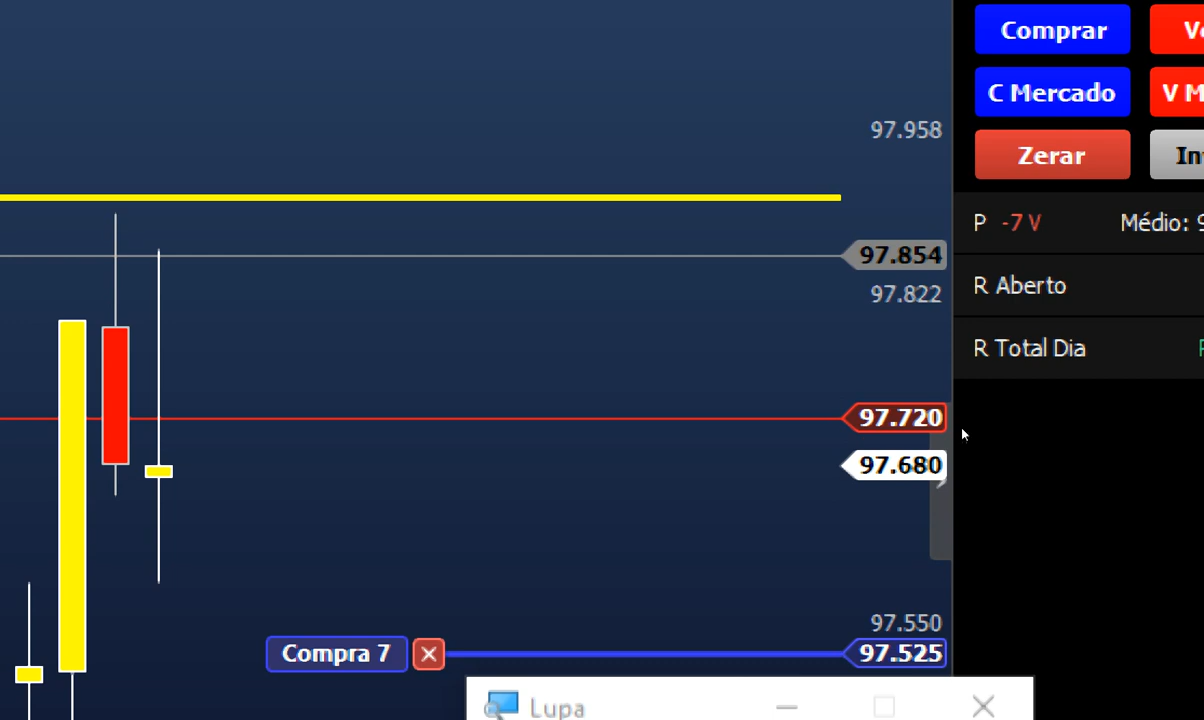 Comprar
C Mercado
V M
97.958
Zerar
P -7 V Médio: 9
97.854
R Aberto
97.822
R Total Dia
97.720
97.680
97.550
Compra 7
97.525
Lupa